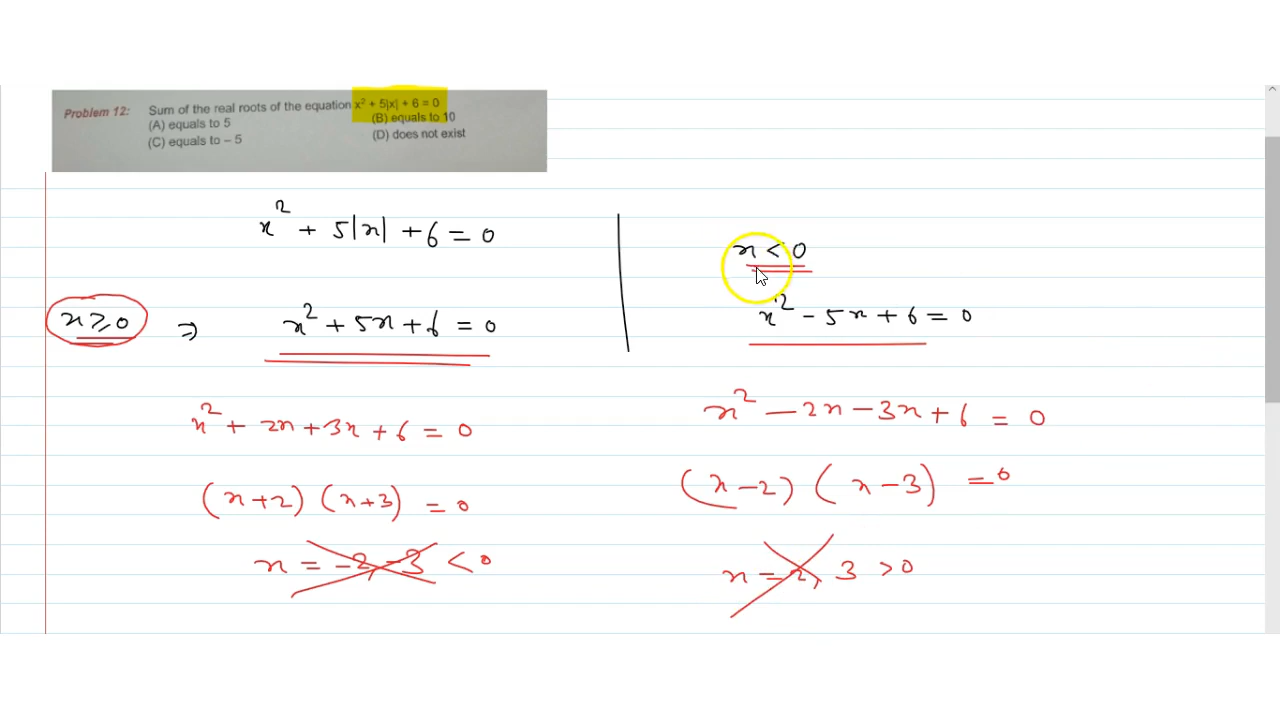 Problem 12: Sum of the real roots of the equation x² + 5|x| + 6 = 0
(A) equals to 5 (B) equals to 10
(C) equals to – 5 (D) does not exist
x² + 5|x| + 6 = 0
x ≥ 0 ⇒ x² + 5x + 6 = 0
x² + 2x + 3x + 6 = 0
(x+2) (x+3) = 0
x = -2, -3 < 0
x < 0
x² - 5x + 6 = 0
x² - 2x - 3x + 6 = 0
(x-2) (x-3) = 0
x = 2, 3 > 0